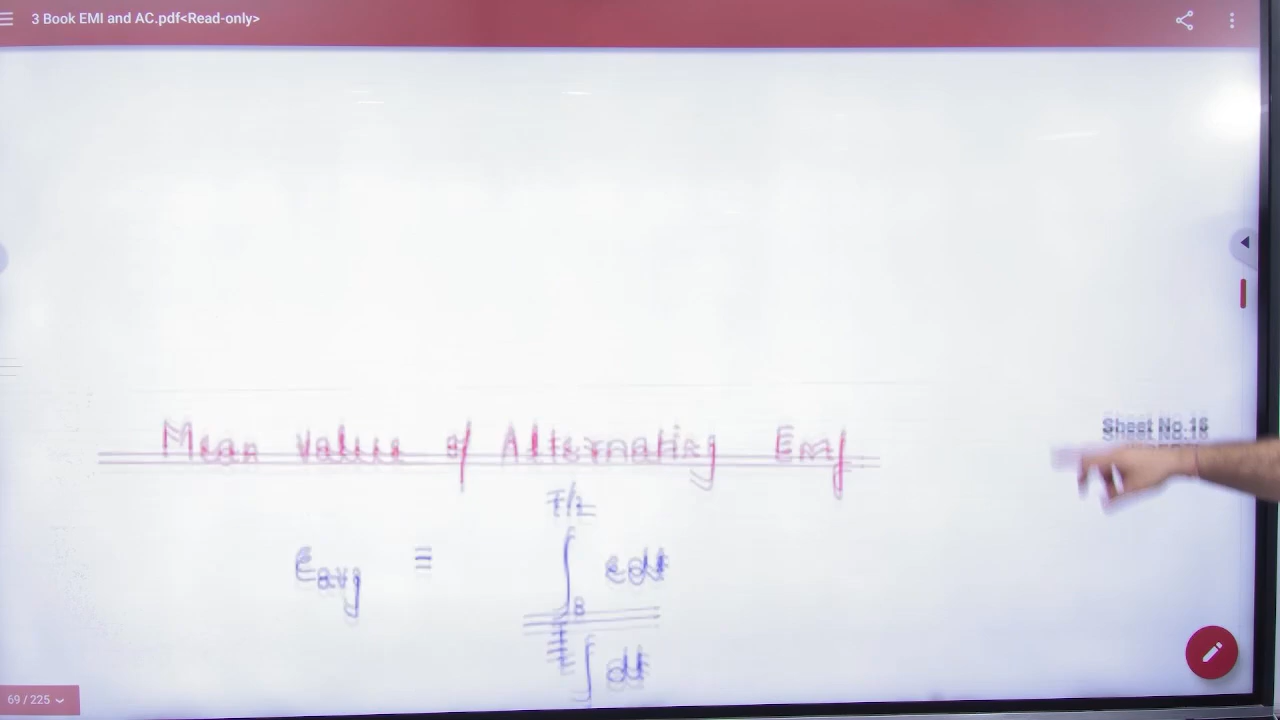 3 Book EMI and AC.pdf<Read-only>
Mean Value of Alternating Emf
Sheet No.16
T/2
eavg = ∫ edt
0
∫ dt
69 / 225